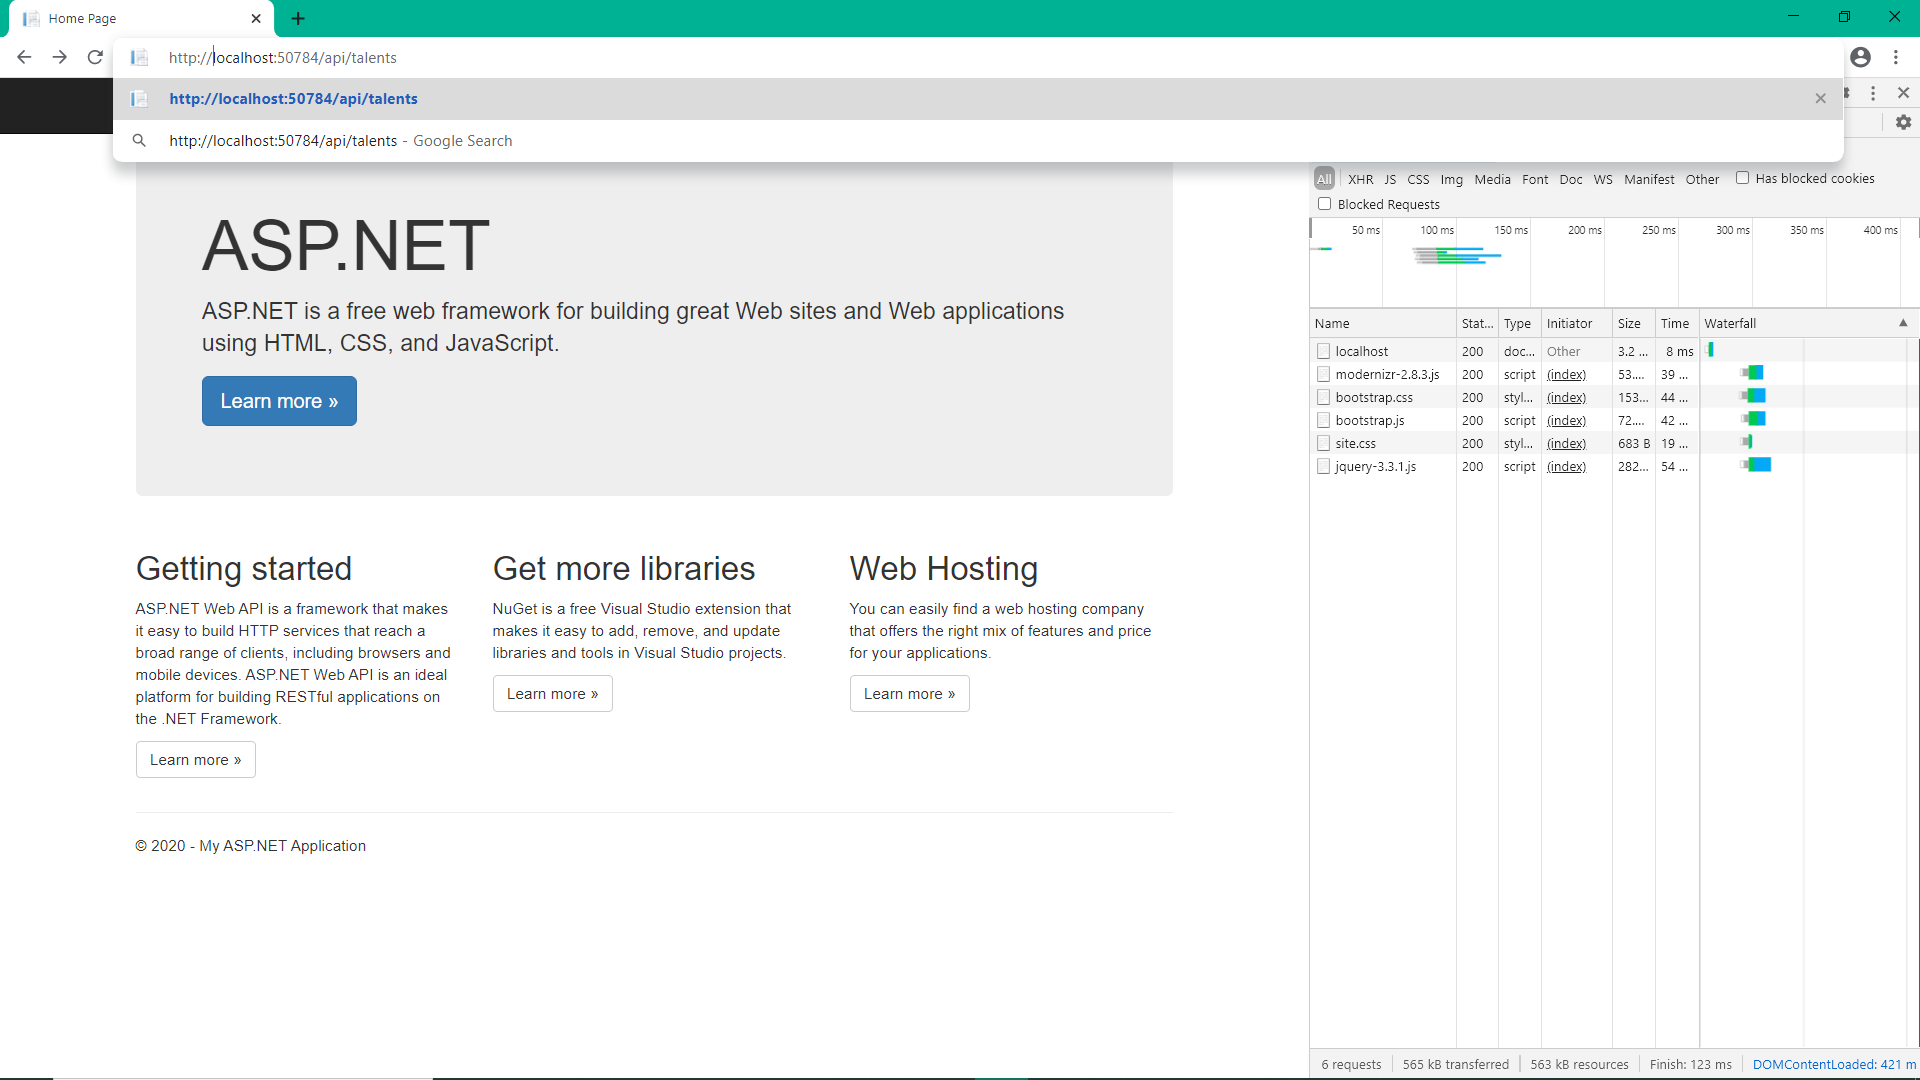 Home Page
http://localhost:50784/api/talents
http://localhost:50784/api/talents
http://localhost:50784/api/talents - Google Search
ASP.NET
ASP.NET is a free web framework for building great Web sites and Web applications
using HTML, CSS, and JavaScript.
Learn more »
Getting started
ASP.NET Web API is a framework that makes
it easy to build HTTP services that reach a
broad range of clients, including browsers and
mobile devices. ASP.NET Web API is an ideal
platform for building RESTful applications on
the .NET Framework.
Learn more »
Get more libraries
NuGet is a free Visual Studio extension that
makes it easy to add, remove, and update
libraries and tools in Visual Studio projects.
Learn more »
Web Hosting
You can easily find a web hosting company
that offers the right mix of features and price
for your applications.
Learn more »
© 2020 - My ASP.NET Application
All XHR JS CSS Img Media Font Doc WS Manifest Other Has blocked cookies
Blocked Requests
50 ms 100 ms 150 ms 200 ms 250 ms 300 ms 350 ms 400 ms
Name Stat... Type Initiator Size Time Waterfall
localhost 200 doc... Other 3.2 ... 8 ms
modernizr-2.8.3.js 200 script (index) 53.... 39 ...
bootstrap.css 200 styl... (index) 153... 44 ...
bootstrap.js 200 script (index) 72.... 42 ...
site.css 200 styl... (index) 683 B 19 ...
jquery-3.3.1.js 200 script (index) 282... 54 ...
6 requests 565 kB transferred 563 kB resources Finish: 123 ms DOMContentLoaded: 421 m